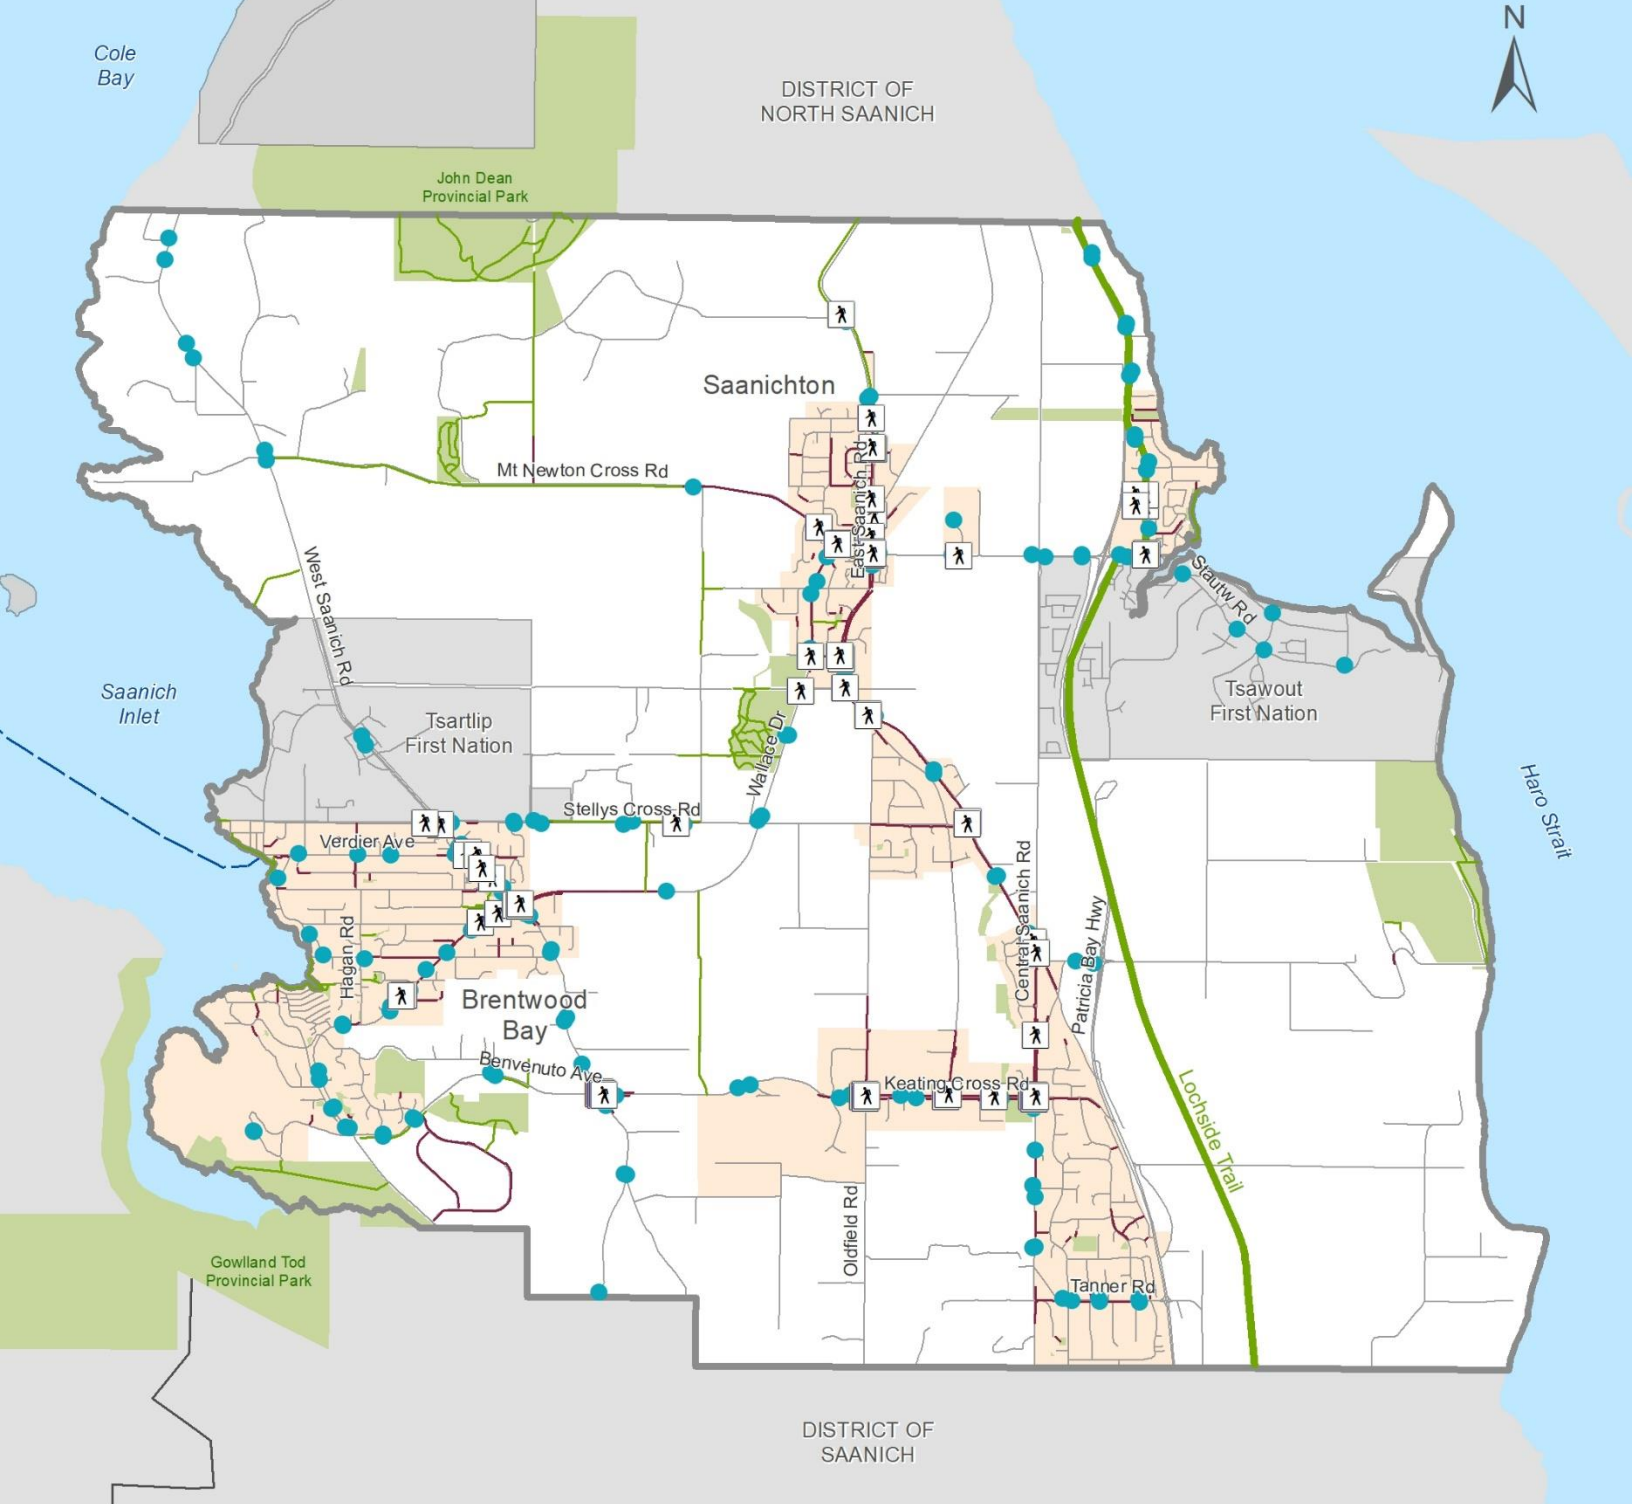 N
Cole
Bay
DISTRICT OF
NORTH SAANICH
John Dean
Provincial Park
Saanichton
Mt Newton Cross Rd
East Saanich Rd
West Saanich Rd
Stautw Rd
Saanich
Inlet
Tsartlip
First Nation
Tsawout
First Nation
Wallace Dr
Stellys Cross Rd
Verdier Ave
Haro Strait
Central Saanich Rd
Patricia Bay Hwy
Hagan Rd
Brentwood
Bay
Benvenuto Ave
Keating Cross Rd
Lochside Trail
Oldfield Rd
Gowlland Tod
Provincial Park
Tanner Rd
DISTRICT OF
SAANICH